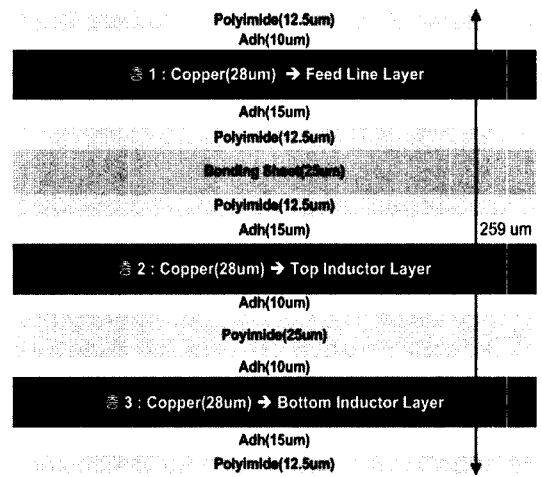 Polyimide(12.5um)
Adh(10um)
층 1 : Copper(28um) → Feed Line Layer
Adh(15um)
Polyimide(12.5um)
Bonding Sheet(25um)
Polyimide(12.5um)
Adh(15um)
259 um
층 2 : Copper(28um) → Top Inductor Layer
Adh(10um)
Poyimide(25um)
Adh(10um)
층 3 : Copper(28um) → Bottom Inductor Layer
Adh(15um)
Polyimide(12.5um)